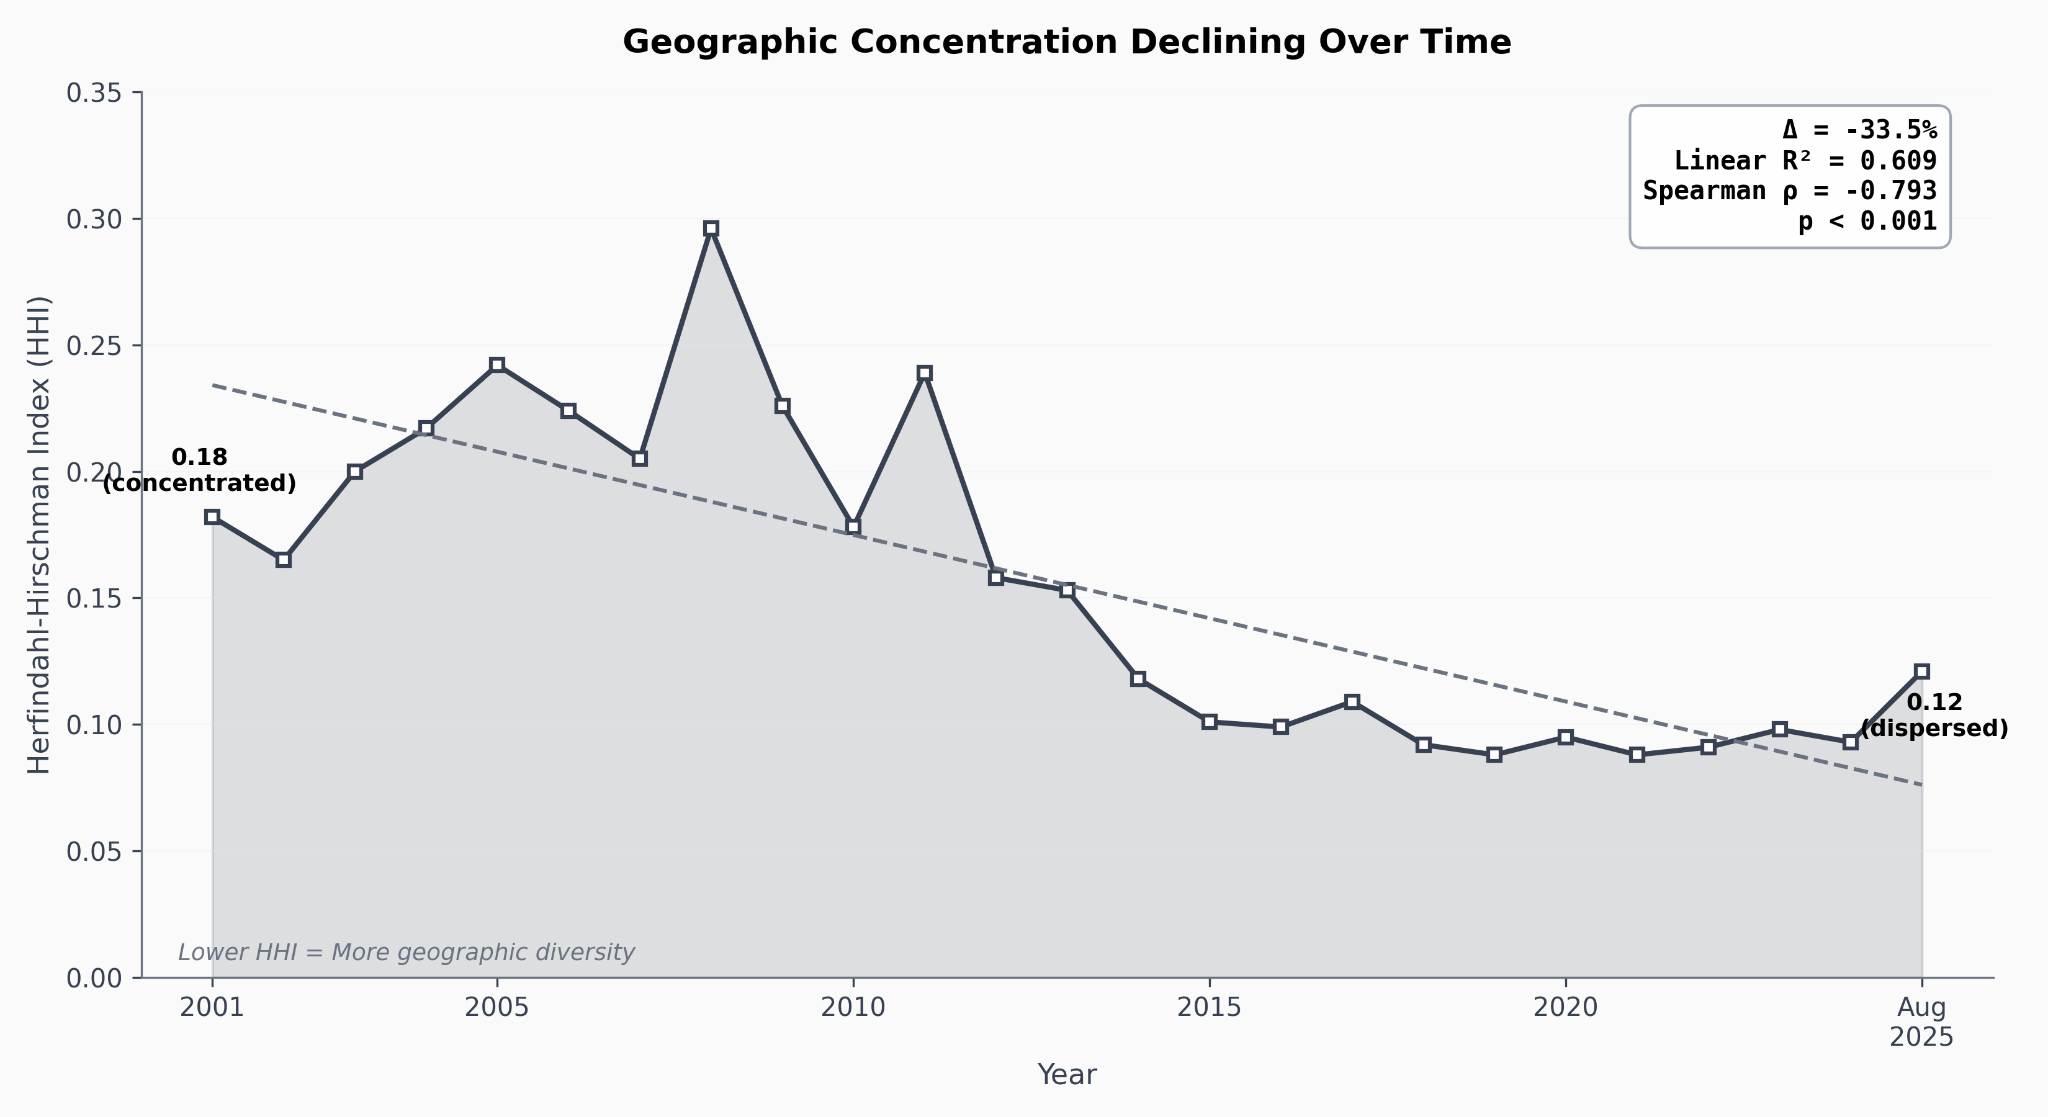 Geographic Concentration Declining Over Time
Δ = -33.5%
Linear R² = 0.609
Spearman ρ = -0.793
p < 0.001
Herfindahl-Hirschman Index (HHI)
0.35
0.30
0.25
0.20
0.15
0.10
0.05
0.00
0.18
(concentrated)
0.12
(dispersed)
Lower HHI = More geographic diversity
2001
2005
2010
2015
2020
Aug
2025
Year